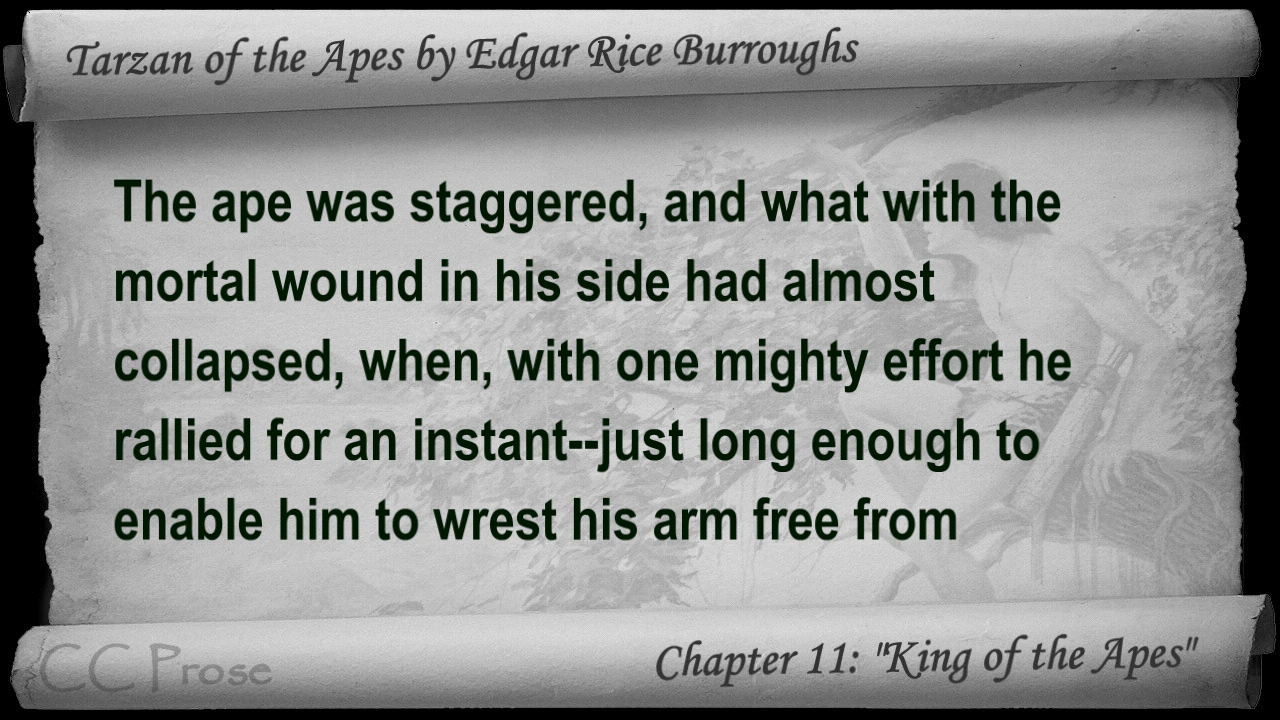 Tarzan of the Apes by Edgar Rice Burroughs
The ape was staggered, and what with the
mortal wound in his side had almost
collapsed, when, with one mighty effort he
rallied for an instant--just long enough to
enable him to wrest his arm free from
CC Prose
Chapter 11: "King of the Apes"